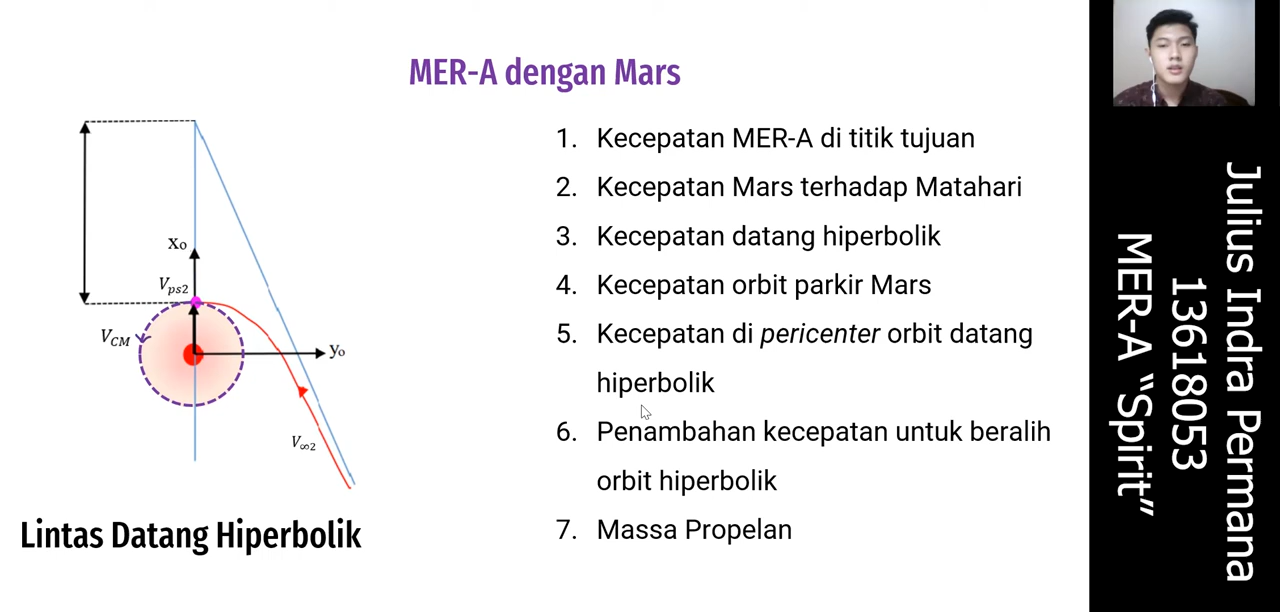 MER-A dengan Mars
X₀
V_ps2
V_CM
y₀
V_∞2
Lintas Datang Hiperbolik
1. Kecepatan MER-A di titik tujuan
2. Kecepatan Mars terhadap Matahari
3. Kecepatan datang hiperbolik
4. Kecepatan orbit parkir Mars
5. Kecepatan di pericenter orbit datang
hiperbolik
6. Penambahan kecepatan untuk beralih
orbit hiperbolik
7. Massa Propelan
Julius Indra Permana
13618053
MER-A “Spirit”